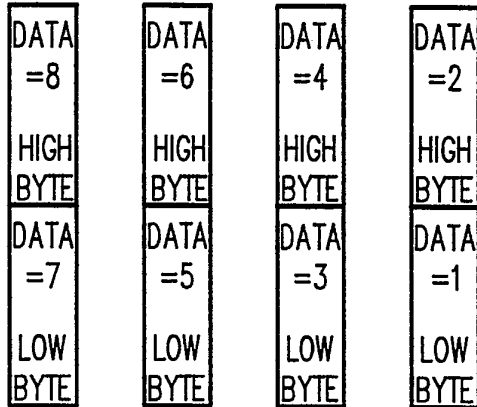 DATA
=8
HIGH
BYTE
DATA
=7
LOW
BYTE
DATA
=6
HIGH
BYTE
DATA
=5
LOW
BYTE
DATA
=4
HIGH
BYTE
DATA
=3
LOW
BYTE
DATA
=2
HIGH
BYTE
DATA
=1
LOW
BYTE